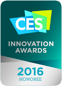 CES
INNOVATION
AWARDS
2016
HONOREE